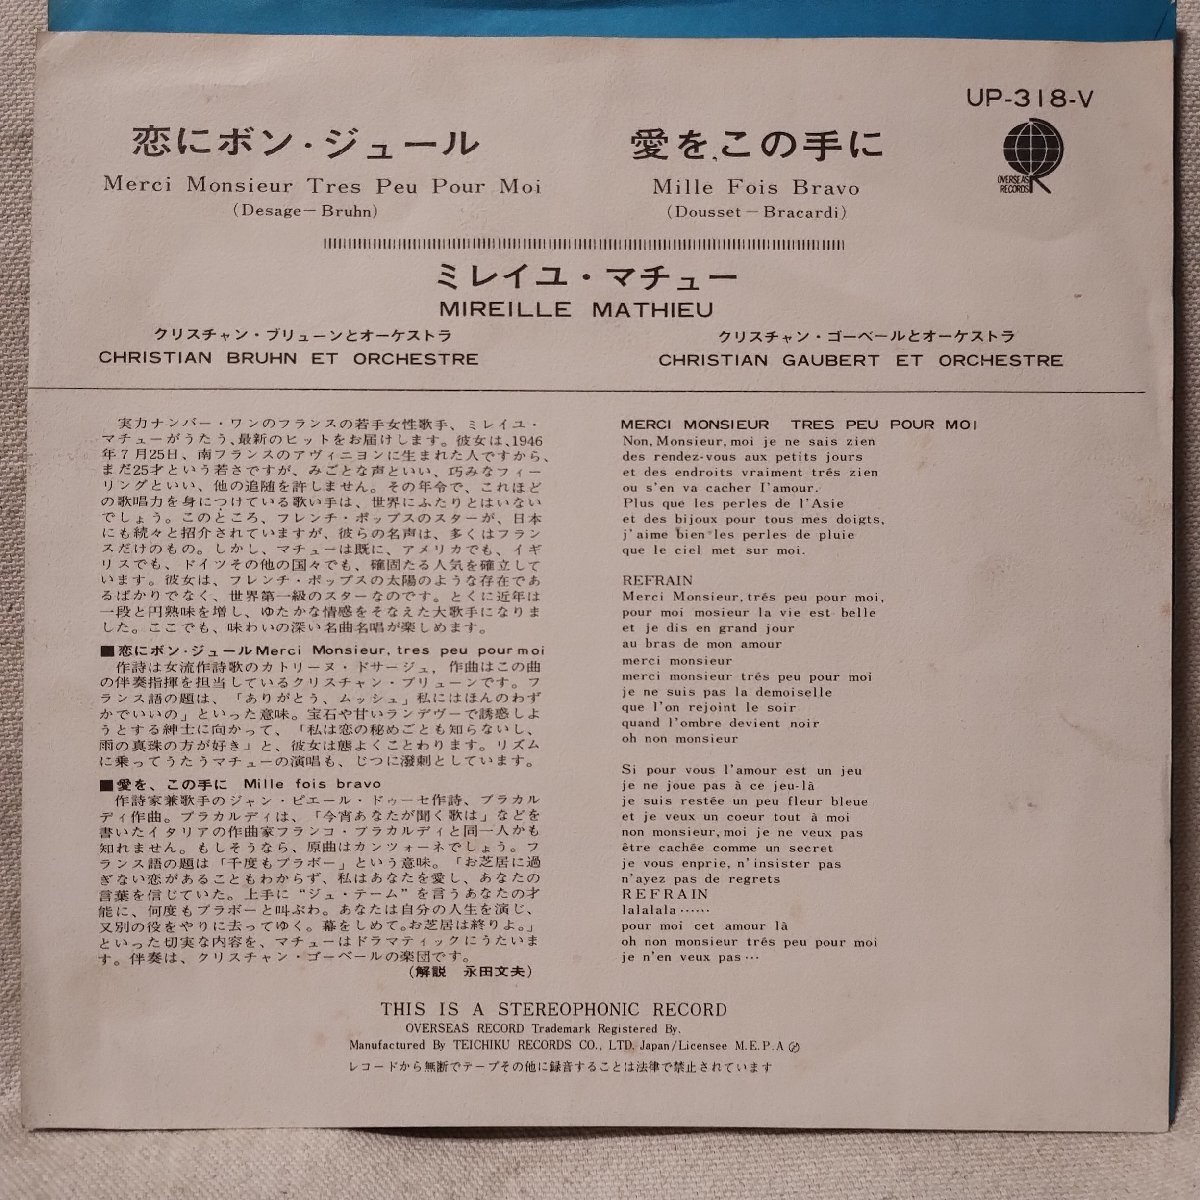 UP-318-V
恋にボン・ジュール
Merci Monsieur Tres Peu Pour Moi
(Desage－Bruhn)
愛を、この手に
Mille Fois Bravo
(Dousset－Bracardi)
OVERSEAS
RECORDS
ミレイユ・マチュー
MIREILLE MATHIEU
クリスチャン・ブリューンとオーケストラ
CHRISTIAN BRUHN ET ORCHESTRE
クリスチャン・ゴーベールとオーケストラ
CHRISTIAN GAUBERT ET ORCHESTRE
実力ナンバー・ワンのフランスの若手女性歌手、ミレイユ・
マチューがうたう、最新のヒットをお届けします。彼女は、1946
年7月25日、南フランスのアヴィニヨンに生まれた人ですから、
まだ25才という若さですが、みごとな声といい、巧みなフィー
リングといい、他の追随を許しません。その年令で、これほど
の歌唱力を身につけている歌い手は、世界にふたりとはいない
でしょう。このところ、フレンチ・ポップスのスターが、日本
にも続々と紹介されていますが、彼らの名声は、多くはフラン
スだけのもの。しかし、マチューは既に、アメリカでも、イギ
リスでも、ドイツその他の国々でも、確固たる人気を確立して
います。彼女は、フレンチ・ポップスの太陽のような存在であ
るばかりでなく、世界第一級のスターなのです。とくに近年は
一段と円熟味を増し、ゆたかな情感をそなえた大歌手になりま
した。ここでも、味わいの深い名曲名唱が楽しめます。
■恋にボン・ジュール Merci Monsieur, tres peu pour moi
作詩は女流作詩歌のカトリーヌ・ドサージュ、作曲はこの曲
の伴奏指揮を担当しているクリスチャン・ブリューンです。フ
ランス語の題は、「ありがとう、ムッシュ」私にはほんのわず
かでいいの」といった意味。宝石や甘いランデヴーで誘惑しよ
うとする紳士に向かって、「私は恋の秘めごとも知らないし、
雨の真珠の方が好き」と、彼女は態よくことわります。リズム
に乗ってうたうマチューの演唱も、じつに潑剌としています。
■愛を、この手に Mille fois bravo
作詩家兼歌手のジャン・ピエール・ドゥーセ作詩、ブラカル
ディ作曲。ブラカルディは、「今宵あなたが聞く歌は」などを
書いたイタリアの作曲家フランコ・ブラカルディと同一人かも
知れません。もしそうなら、原曲はカンツォーネでしょう。フ
ランス語の題は「千度もブラボー」という意味。「お芝居に過
ぎない恋があることもわからず、私はあなたを愛し、あなたの
言葉を信じていた。上手に“ジュ・テーム”を言うあなたの才
能に、何度もブラボーと叫ぶわ。あなたは自分の人生を演じ、
又別の役をやりに去ってゆく。幕をしめて。お芝居は終りよ。」
といった切実な内容を、マチューはドラマティックにうたいま
す。伴奏は、クリスチャン・ゴーベールの楽団です。
(解説 永田文夫)
MERCI MONSIEUR TRES PEU POUR MOI
Non, Monsieur, moi je ne sais zien
des rendez-vous aux petits jours
et des endroits vraiment trés zien
ou s'en va cacher I'amour.
Plus que les perles de I'Asie
et des bijoux pour tous mes doigts,
j'aime bien les perles de pluie
que le ciel met sur moi.
REFRAIN
Merci Monsieur, trés peu pour moi,
pour moi mosieur la vie est belle
et je dis en grand jour
au bras de mon amour
merci monsieur
merci monsieur trés peu pour moi
je ne suis pas la demoiselle
que l'on rejoint le soir
quand l'ombre devient noir
oh non monsieur
Si pour vous l'amour est un jeu
je ne joue pas à ce jeu-là
je suis restée un peu fleur bleue
et je veux un coeur tout à moi
non monsieur, moi je ne veux pas
être cachée comme un secret
je vous enprie, n'insister pas
n'ayez pas de regrets
REFRAIN
lalalala……
pour moi cet amour là
oh non monsieur trés peu pour moi
je n'en veux pas…
THIS IS A STEREOPHONIC RECORD
OVERSEAS RECORD Trademark Registered By.
Manufactured By TEICHIKU RECORDS CO., LTD. Japan/Licensee M.E.P.A
レコードから無断でテープその他に録音することは法律で禁止されています